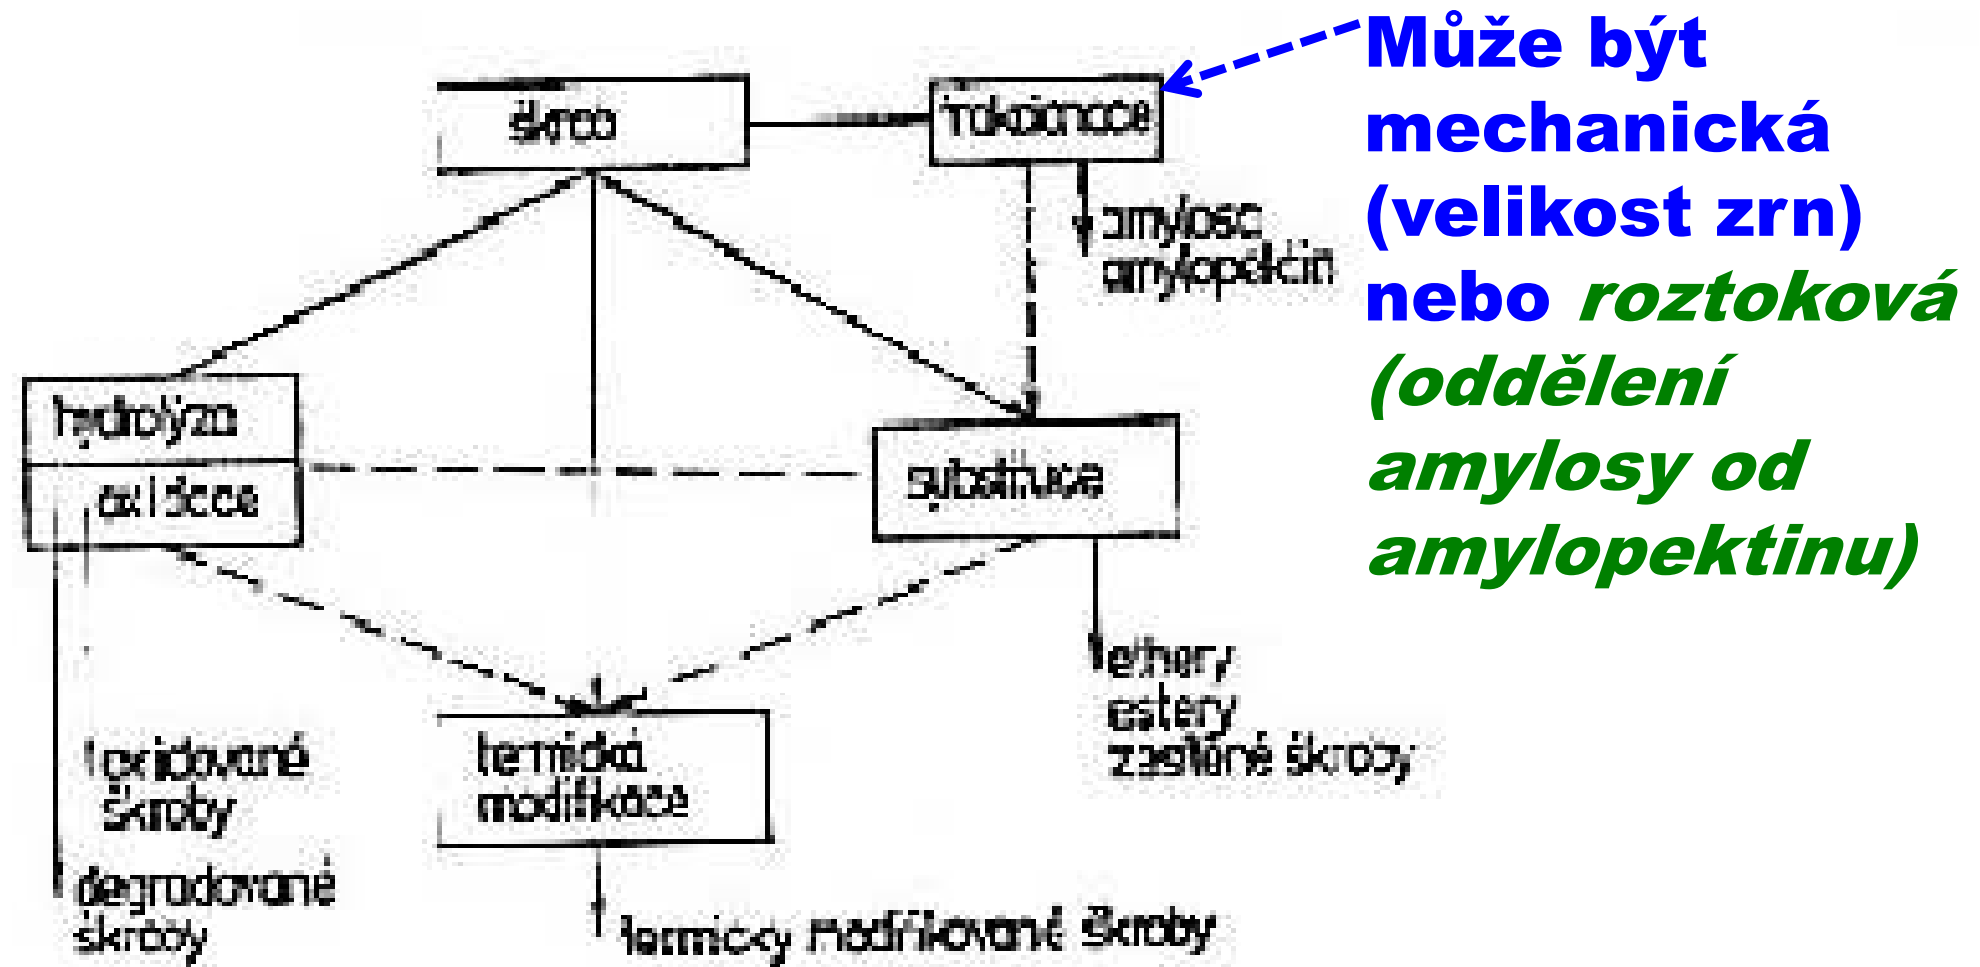 škrob
frakcionace
Může být
mechanická
(velikost zrn)
nebo roztoková
(oddělení
amylosy od
amylopektinu)
amylosa
amylopektin
hydrolýza
oxidace
substituce
ethery
estery
zesítěné škroby
oxidované
škroby
termická
modifikace
degradované
škroby
termicky modifikované škroby